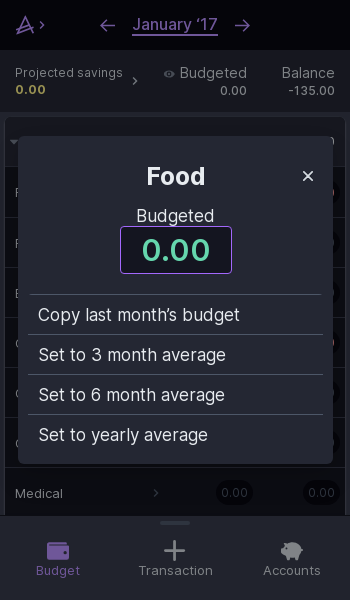 January ‘17
Projected savings
0.00
Budgeted
0.00
Balance
-135.00
Food
Budgeted
0.00
Copy last month’s budget
Set to 3 month average
Set to 6 month average
Set to yearly average
Medical
0.00
0.00
Budget
Transaction
Accounts